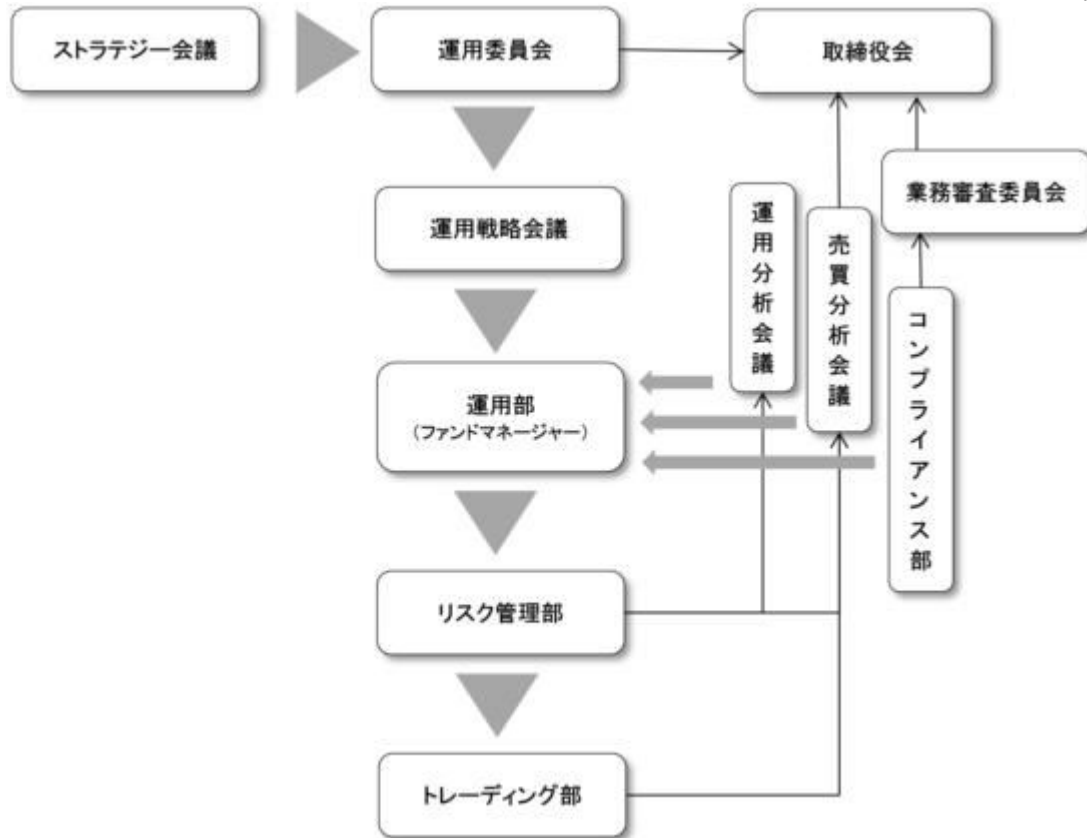 ストラテジー会議
運用委員会
取締役会
業務審査委員会
運用戦略会議
運用分析会議
売買分析会議
コンプライアンス部
運用部
(ファンドマネージャー)
リスク管理部
トレーディング部